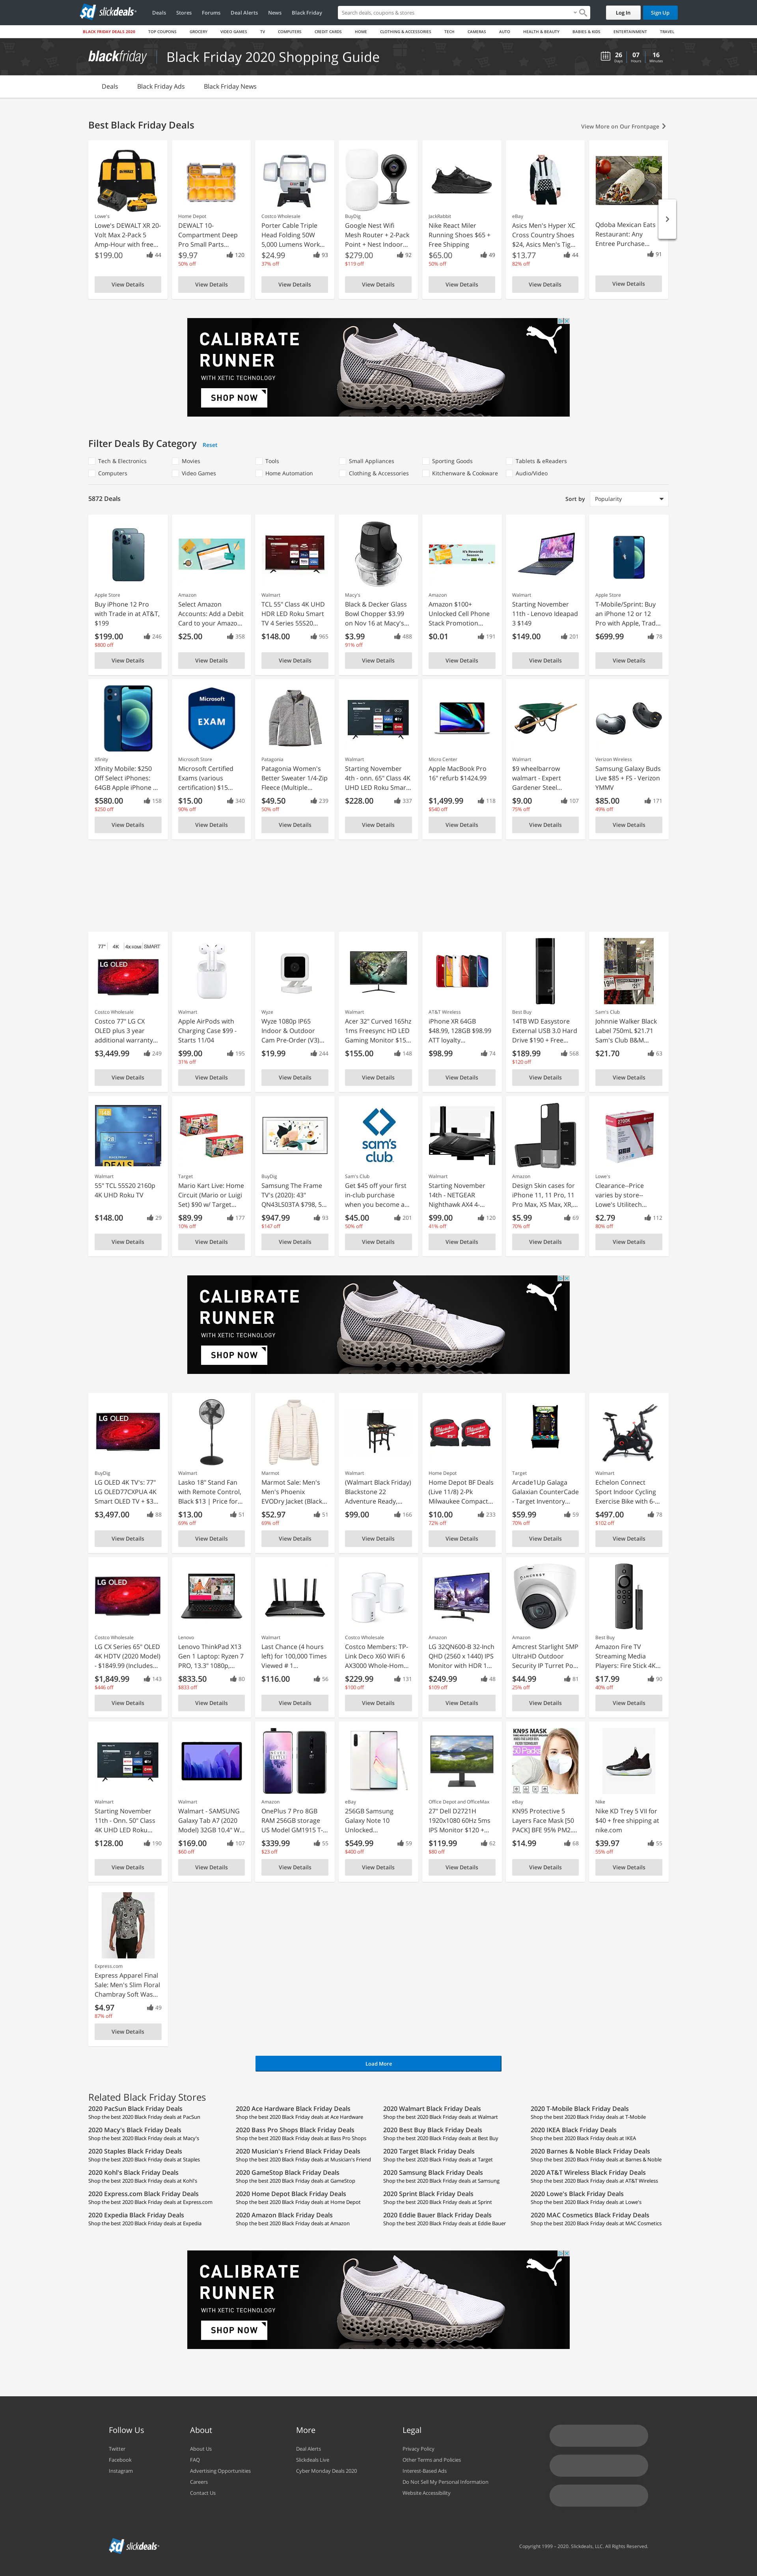 sd slickdeals
Deals Stores Forums Deal Alerts News Black Friday
Search deals, coupons & stores
Log In Sign Up
BLACK FRIDAY DEALS 2020 TOP COUPONS GROCERY VIDEO GAMES TV COMPUTERS CREDIT CARDS HOME CLOTHING & ACCESSORIES TECH CAMERAS AUTO HEALTH & BEAUTY BABIES & KIDS ENTERTAINMENT TRAVEL
blackfriday Black Friday 2020 Shopping Guide
26 07 16
Days Hours Minutes
Deals Black Friday Ads Black Friday News
Best Black Friday Deals
View More on Our Frontpage
Lowe's
Lowe's DEWALT XR 20-
Volt Max 2-Pack 5
Amp-Hour with free...
$199.00 44
View Details
Home Depot
DEWALT 10-
Compartment Deep
Pro Small Parts...
$9.97 120
50% off
View Details
Costco Wholesale
Porter Cable Triple
Head Folding 50W
5,000 Lumens Work...
$24.99 93
37% off
View Details
BuyDig
Google Nest Wifi
Mesh Router + 2-Pack
Point + Nest Indoor...
$279.00 92
$119 off
View Details
JackRabbit
Nike React Miler
Running Shoes $65 +
Free Shipping
$65.00 49
50% off
View Details
eBay
Asics Men's Hyper XC
Cross Country Shoes
$24, Asics Men's Tig...
$13.77 44
82% off
View Details
Qdoba Mexican Eats
Restaurant: Any
Entree Purchase...
91
View Details
CALIBRATE
RUNNER
WITH XETIC TECHNOLOGY
SHOP NOW
Filter Deals By Category Reset
Tech & Electronics Movies Tools Small Appliances Sporting Goods Tablets & eReaders
Computers Video Games Home Automation Clothing & Accessories Kitchenware & Cookware Audio/Video
5872 Deals
Sort by Popularity
Apple Store
Buy iPhone 12 Pro
with Trade in at AT&T,
$199
$199.00 246
$800 off
View Details
Amazon
Select Amazon
Accounts: Add a Debit
Card to your Amazo...
$25.00 358
View Details
Walmart
TCL 55" Class 4K UHD
HDR LED Roku Smart
TV 4 Series 55S20...
$148.00 965
View Details
Macy's
Black & Decker Glass
Bowl Chopper $3.99
on Nov 16 at Macy's...
$3.99 488
91% off
View Details
Amazon
Amazon $100+
Unlocked Cell Phone
Stack Promotion...
$0.01 191
View Details
Walmart
Starting November
11th - Lenovo Ideapad
3 $149
$149.00 201
View Details
Apple Store
T-Mobile/Sprint: Buy
an iPhone 12 or 12
Pro with Apple, Trad...
$699.99 78
View Details
Microsoft
EXAM
Xfinity
Xfinity Mobile: $250
Off Select iPhones:
64GB Apple iPhone ...
$580.00 158
$250 off
View Details
Microsoft Store
Microsoft Certified
Exams (various
certification) $15...
$15.00 340
90% off
View Details
Patagonia
Patagonia Women's
Better Sweater 1/4-Zip
Fleece (Multiple...
$49.50 239
50% off
View Details
Walmart
Starting November
4th - onn. 65" Class 4K
UHD LED Roku Smar...
$228.00 337
View Details
Micro Center
Apple MacBook Pro
16" refurb $1424.99
$1,499.99 118
$540 off
View Details
Walmart
$9 wheelbarrow
walmart - Expert
Gardener Steel...
$9.00 107
75% off
View Details
Verizon Wireless
Samsung Galaxy Buds
Live $85 + FS - Verizon
YMMV
$85.00 171
49% off
View Details
77" 4K SMART
LG OLED
Costco Wholesale
Costco 77" LG CX
OLED plus 3 year
additional warranty...
$3,449.99 249
View Details
Walmart
Apple AirPods with
Charging Case $99 -
Starts 11/04
$99.00 195
31% off
View Details
Wyze
Wyze 1080p IP65
Indoor & Outdoor
Cam Pre-Order (V3)...
$19.99 244
View Details
Walmart
Acer 32" Curved 165hz
1ms Freesync HD LED
Gaming Monitor $15...
$155.00 148
View Details
AT&T Wireless
iPhone XR 64GB
$48.99, 128GB $98.99
ATT loyalty...
$98.99 74
View Details
Best Buy
14TB WD Easystore
External USB 3.0 Hard
Drive $190 + Free...
$189.99 568
$120 off
View Details
Sam's Club
Johnnie Walker Black
Label 750mL $21.71
Sam's Club B&M...
$21.70 63
View Details
DEALS
sam's
club
Walmart
55" TCL 55S20 2160p
4K UHD Roku TV
$148.00 29
View Details
Target
Mario Kart Live: Home
Circuit (Mario or Luigi
Set) $90 w/ Target...
$89.99 177
10% off
View Details
BuyDig
Samsung The Frame
TV's (2020): 43"
QN43LS03TA $798, 5...
$947.99 93
$147 off
View Details
Sam's Club
Get $45 off your first
in-club purchase
when you become a...
$45.00 201
50% off
View Details
Walmart
Starting November
14th - NETGEAR
Nighthawk AX4 4-...
$99.00 120
41% off
View Details
Amazon
Design Skin cases for
iPhone 11, 11 Pro, 11
Pro Max, XS Max, XR,...
$5.99 69
70% off
View Details
Lowe's
Clearance--Price
varies by store--
Lowe's Utilitech...
$2.79 112
80% off
View Details
CALIBRATE
RUNNER
WITH XETIC TECHNOLOGY
SHOP NOW
LG OLED
BuyDig
LG OLED 4K TV's: 77"
LG OLED77CXPUA 4K
Smart OLED TV + $3...
$3,497.00 88
View Details
Walmart
Lasko 18" Stand Fan
with Remote Control,
Black $13 | Price for...
$13.00 51
69% off
View Details
Marmot
Marmot Sale: Men's
Men's Phoenix
EVODry Jacket (Black...
$52.97 51
69% off
View Details
Walmart
(Walmart Black Friday)
Blackstone 22
Adventure Ready,...
$99.00 166
View Details
Home Depot
Home Depot BF Deals
(Live 11/8) 2-Pk
Milwaukee Compact...
$10.00 233
72% off
View Details
Target
Arcade1Up Galaga
Galaxian CounterCade
- Target Inventory...
$59.99 59
70% off
View Details
Walmart
Echelon Connect
Sport Indoor Cycling
Exercise Bike with 6-...
$497.00 78
$102 off
View Details
LG OLED
AMCREST
Costco Wholesale
LG CX Series 65" OLED
4K HDTV (2020 Model)
- $1849.99 (Includes...
$1,849.99 143
$446 off
View Details
Lenovo
Lenovo ThinkPad X13
Gen 1 Laptop: Ryzen 7
PRO, 13.3" 1080p,...
$833.50 80
$833 off
View Details
Walmart
Last Chance (4 hours
left) for 100,000 Times
Viewed # 1...
$116.00 56
View Details
Costco Wholesale
Costco Members: TP-
Link Deco X60 WiFi 6
AX3000 Whole-Hom...
$229.99 131
$100 off
View Details
Amazon
LG 32QN600-B 32-Inch
QHD (2560 x 1440) IPS
Monitor with HDR 1...
$249.99 48
$109 off
View Details
Amazon
Amcrest Starlight 5MP
UltraHD Outdoor
Security IP Turret Po...
$44.99 81
25% off
View Details
Best Buy
Amazon Fire TV
Streaming Media
Players: Fire Stick 4K...
$17.99 90
40% off
View Details
KN95 MASK
Walmart
Starting November
11th - Onn. 50" Class
4K UHD LED Roku...
$128.00 190
View Details
Walmart
Walmart - SAMSUNG
Galaxy Tab A7 (2020
Model) 32GB 10.4" W...
$169.00 107
$60 off
View Details
Amazon
OnePlus 7 Pro 8GB
RAM 256GB storage
US Model GM1915 T-...
$339.99 55
$23 off
View Details
eBay
256GB Samsung
Galaxy Note 10
Unlocked...
$549.99 59
$400 off
View Details
Office Depot and OfficeMax
27" Dell D2721H
1920x1080 60Hz 5ms
IPS Monitor $120 +...
$119.99 62
$80 off
View Details
eBay
KN95 Protective 5
Layers Face Mask [50
PACK] BFE 95% PM2....
$14.99 68
View Details
Nike
Nike KD Trey 5 VII for
$40 + free shipping at
nike.com
$39.97 55
55% off
View Details
Express.com
Express Apparel Final
Sale: Men's Slim Floral
Chambray Soft Was...
$4.97 49
87% off
View Details
Load More
Related Black Friday Stores
2020 PacSun Black Friday Deals
Shop the best 2020 Black Friday deals at PacSun
2020 Ace Hardware Black Friday Deals
Shop the best 2020 Black Friday deals at Ace Hardware
2020 Walmart Black Friday Deals
Shop the best 2020 Black Friday deals at Walmart
2020 T-Mobile Black Friday Deals
Shop the best 2020 Black Friday deals at T-Mobile
2020 Macy's Black Friday Deals
Shop the best 2020 Black Friday deals at Macy's
2020 Bass Pro Shops Black Friday Deals
Shop the best 2020 Black Friday deals at Bass Pro Shops
2020 Best Buy Black Friday Deals
Shop the best 2020 Black Friday deals at Best Buy
2020 IKEA Black Friday Deals
Shop the best 2020 Black Friday deals at IKEA
2020 Staples Black Friday Deals
Shop the best 2020 Black Friday deals at Staples
2020 Musician's Friend Black Friday Deals
Shop the best 2020 Black Friday deals at Musician's Friend
2020 Target Black Friday Deals
Shop the best 2020 Black Friday deals at Target
2020 Barnes & Noble Black Friday Deals
Shop the best 2020 Black Friday deals at Barnes & Noble
2020 Kohl's Black Friday Deals
Shop the best 2020 Black Friday deals at Kohl's
2020 GameStop Black Friday Deals
Shop the best 2020 Black Friday deals at GameStop
2020 Samsung Black Friday Deals
Shop the best 2020 Black Friday deals at Samsung
2020 AT&T Wireless Black Friday Deals
Shop the best 2020 Black Friday deals at AT&T Wireless
2020 Express.com Black Friday Deals
Shop the best 2020 Black Friday deals at Express.com
2020 Home Depot Black Friday Deals
Shop the best 2020 Black Friday deals at Home Depot
2020 Sprint Black Friday Deals
Shop the best 2020 Black Friday deals at Sprint
2020 Lowe's Black Friday Deals
Shop the best 2020 Black Friday deals at Lowe's
2020 Expedia Black Friday Deals
Shop the best 2020 Black Friday deals at Expedia
2020 Amazon Black Friday Deals
Shop the best 2020 Black Friday deals at Amazon
2020 Eddie Bauer Black Friday Deals
Shop the best 2020 Black Friday deals at Eddie Bauer
2020 MAC Cosmetics Black Friday Deals
Shop the best 2020 Black Friday deals at MAC Cosmetics
CALIBRATE
RUNNER
WITH XETIC TECHNOLOGY
SHOP NOW
Follow Us
Twitter
Facebook
Instagram
About
About Us
FAQ
Advertising Opportunities
Careers
Contact Us
More
Deal Alerts
Slickdeals Live
Cyber Monday Deals 2020
Legal
Privacy Policy
Other Terms and Policies
Interest-Based Ads
Do Not Sell My Personal Information
Website Accessibility
sd slickdeals
Copyright 1999 - 2020. Slickdeals, LLC. All Rights Reserved.